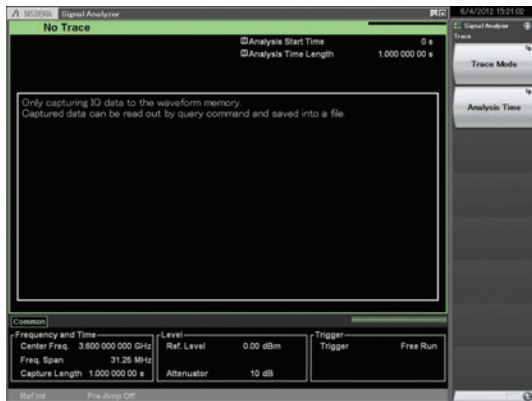 MS2830A Signal Analyzer
6/4/2012 15:21:02
No Trace
Analysis Start Time 0 s
Analysis Time Length 1.000 000 00 s
Signal Analyzer
Trace
Trace Mode
Analysis Time
Only capturing IQ data to the waveform memory.
Captured data can be read out by query command and saved into a file.
Common
Frequency and Time
Center Freq. 3.600 000 000 GHz
Freq. Span 31.25 MHz
Capture Length 1.000 000 00 s
Level
Ref. Level 0.00 dBm
Attenuator 10 dB
Trigger
Trigger Free Run
Ref.Int Pre-Amp Off